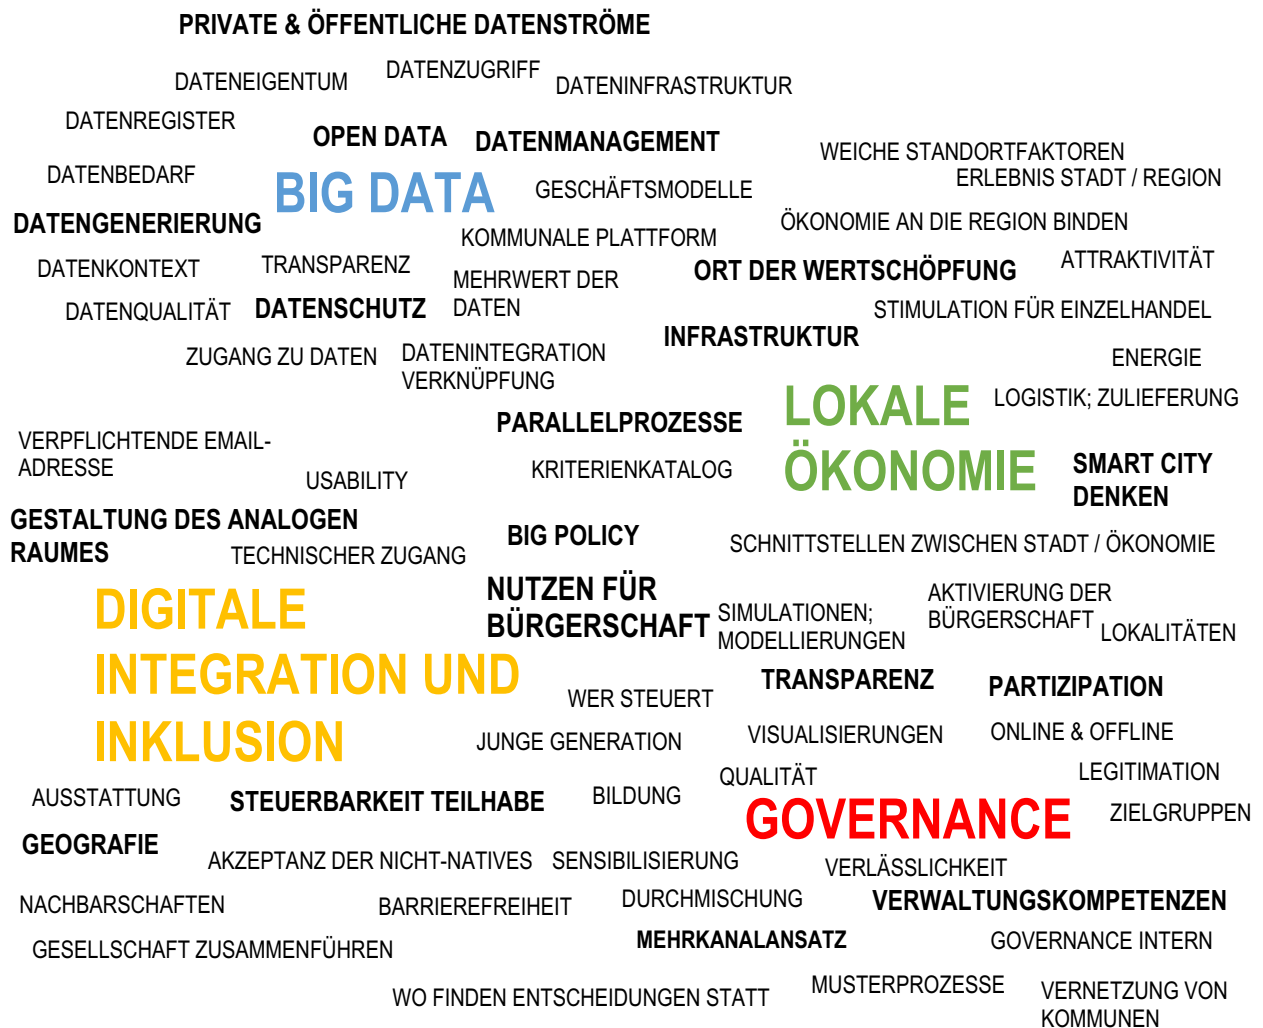 PRIVATE & ÖFFENTLICHE DATENSTRÖME
DATENEIGENTUM
DATENZUGRIFF
DATENINFRASTRUKTUR
DATENREGISTER
OPEN DATA
DATENMANAGEMENT
WEICHE STANDORTFAKTOREN
DATENBEDARF
BIG DATA
GESCHÄFTSMODELLE
ERLEBNIS STADT / REGION
DATENGENERIERUNG
KOMMUNALE PLATTFORM
ÖKONOMIE AN DIE REGION BINDEN
DATENKONTEXT
TRANSPARENZ
MEHRWERT DER
DATEN
ORT DER WERTSCHÖPFUNG
ATTRAKTIVITÄT
DATENQUALITÄT
DATENSCHUTZ
STIMULATION FÜR EINZELHANDEL
INFRASTRUKTUR
ZUGANG ZU DATEN
DATENINTEGRATION
VERKNÜPFUNG
ENERGIE
LOKALE
ÖKONOMIE
LOGISTIK; ZULIEFERUNG
PARALLELPROZESSE
VERPFLICHTENDE EMAIL-
ADRESSE
USABILITY
KRITERIENKATALOG
SMART CITY
DENKEN
GESTALTUNG DES ANALOGEN
RAUMES
TECHNISCHER ZUGANG
BIG POLICY
SCHNITTSTELLEN ZWISCHEN STADT / ÖKONOMIE
DIGITALE
INTEGRATION UND
INKLUSION
NUTZEN FÜR
BÜRGERSCHAFT
SIMULATIONEN;
MODELLIERUNGEN
AKTIVIERUNG DER
BÜRGERSCHAFT
LOKALITÄTEN
TRANSPARENZ
PARTIZIPATION
WER STEUERT
JUNGE GENERATION
VISUALISIERUNGEN
ONLINE & OFFLINE
QUALITÄT
LEGITIMATION
AUSSTATTUNG
STEUERBARKEIT TEILHABE
BILDUNG
GOVERNANCE
ZIELGRUPPEN
GEOGRAFIE
AKZEPTANZ DER NICHT-NATIVES
SENSIBILISIERUNG
VERLÄSSLICHKEIT
NACHBARSCHAFTEN
BARRIEREFREIHEIT
DURCHMISCHUNG
VERWALTUNGSKOMPETENZEN
GESELLSCHAFT ZUSAMMENFÜHREN
MEHRKANALANSATZ
GOVERNANCE INTERN
WO FINDEN ENTSCHEIDUNGEN STATT
MUSTERPROZESSE
VERNETZUNG VON
KOMMUNEN